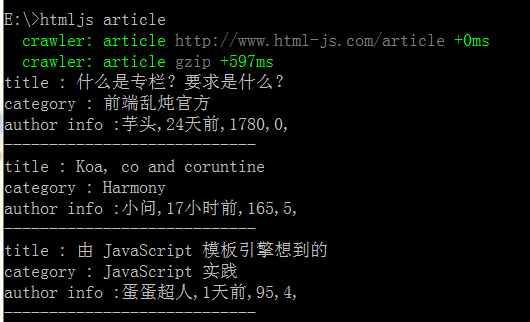 E:\>htmljs article
crawler: article http://www.html-js.com/article +0ms
crawler: article gzip +597ms
title : 什么是专栏? 要求是什么?
category : 前端乱炖官方
author info :芋头,24天前,1780,0,
----------------------------
title : Koa, co and coruntine
category : Harmony
author info :小问,17小时前,165,5,
----------------------------
title : 由 JavaScript 模板引擎想到的
category : JavaScript 实践
author info :蛋蛋超人,1天前,95,4,
----------------------------